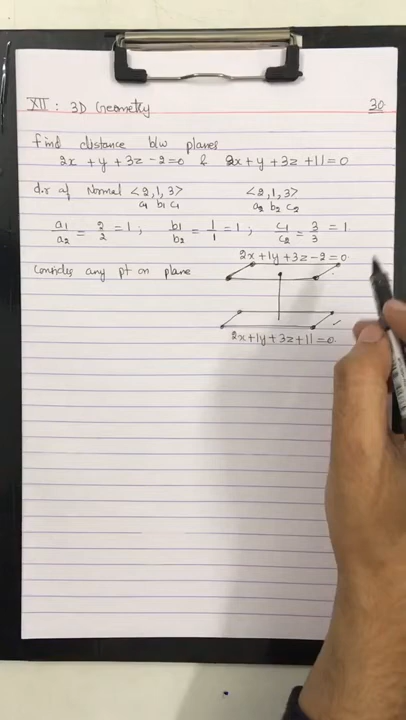 XII : 3D Geometry 30
find distance b/w planes
2x + y + 3z - 2 = 0 & 2x + y + 3z + 11 = 0
d.r of Normal <2, 1, 3> <2, 1, 3>
a₁ b₁ c₁ a₂ b₂ c₂
a₁/a₂ = 2/2 = 1 ; b₁/b₂ = 1/1 = 1 ; c₁/c₂ = 3/3 = 1
2x + 1y + 3z - 2 = 0
Consides any pt on plane
2x + 1y + 3z + 11 = 0